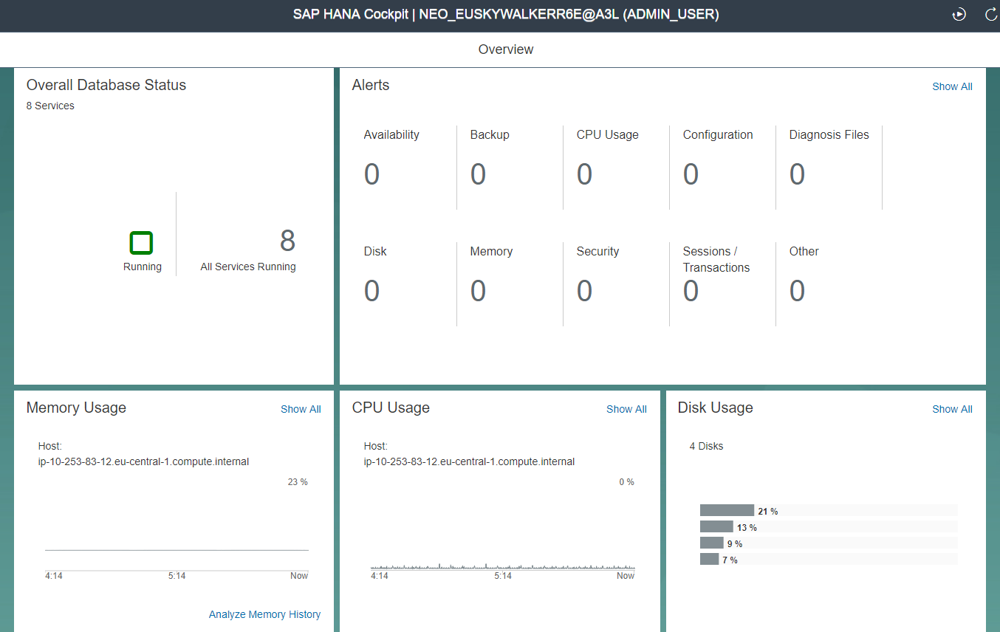 SAP HANA Cockpit | NEO_EUSKYWALKERR6E@A3L (ADMIN_USER)
Overview
Overall Database Status
8 Services
Running
8
All Services Running
Alerts
Show All
Availability
0
Backup
0
CPU Usage
0
Configuration
0
Diagnosis Files
0
Disk
0
Memory
0
Security
0
Sessions /
Transactions
0
Other
0
Memory Usage
Show All
Host:
ip-10-253-83-12.eu-central-1.compute.internal
23 %
4:14
5:14
Now
Analyze Memory History
CPU Usage
Show All
Host:
ip-10-253-83-12.eu-central-1.compute.internal
0 %
4:14
5:14
Now
Disk Usage
Show All
4 Disks
21 %
13 %
9 %
7 %